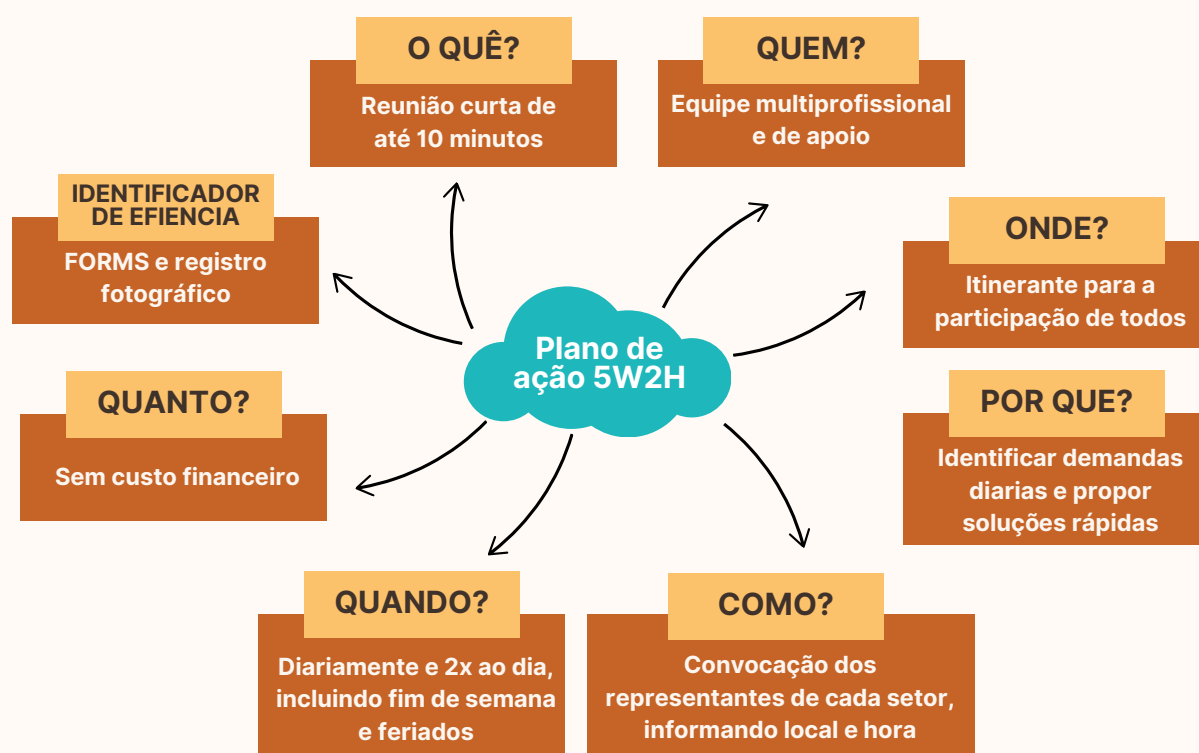 O QUÊ?
Reunião curta de
até 10 minutos
QUEM?
Equipe multiprofissional
e de apoio
IDENTIFICADOR
DE EFIENCIA
FORMS e registro
fotográfico
ONDE?
Itinerante para a
participação de todos
Plano de
ação 5W2H
QUANTO?
Sem custo financeiro
POR QUE?
Identificar demandas
diarias e propor
soluções rápidas
QUANDO?
Diariamente e 2x ao dia,
incluindo fim de semana
e feriados
COMO?
Convocação dos
representantes de cada setor,
informando local e hora